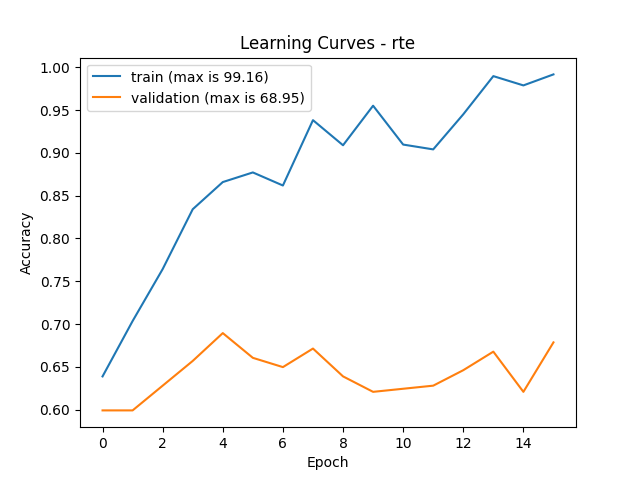 Learning Curves - rte
train (max is 99.16)
validation (max is 68.95)
Accuracy
1.00
0.95
0.90
0.85
0.80
0.75
0.70
0.65
0.60
0 2 4 6 8 10 12 14
Epoch